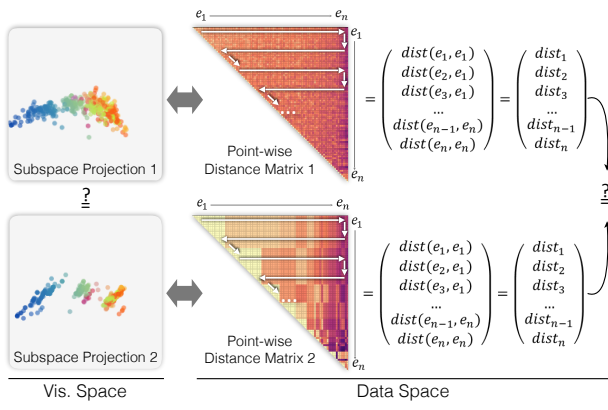 e₁ — eₙ
e₁
eₙ
...
Subspace Projection 1
Point-wise
Distance Matrix 1
= ( dist(e₁, e₁) ) = ( dist₁ )
dist(e₂, e₁) dist₂
dist(e₃, e₁) dist₃
... ...
dist(eₙ₋₁, eₙ) distₙ₋₁
dist(eₙ, eₙ) distₙ
?
=
?
=
e₁ — eₙ
e₁
eₙ
...
Subspace Projection 2
Point-wise
Distance Matrix 2
= ( dist(e₁, e₁) ) = ( dist₁ )
dist(e₂, e₁) dist₂
dist(e₃, e₁) dist₃
... ...
dist(eₙ₋₁, eₙ) distₙ₋₁
dist(eₙ, eₙ) distₙ
Vis. Space
Data Space